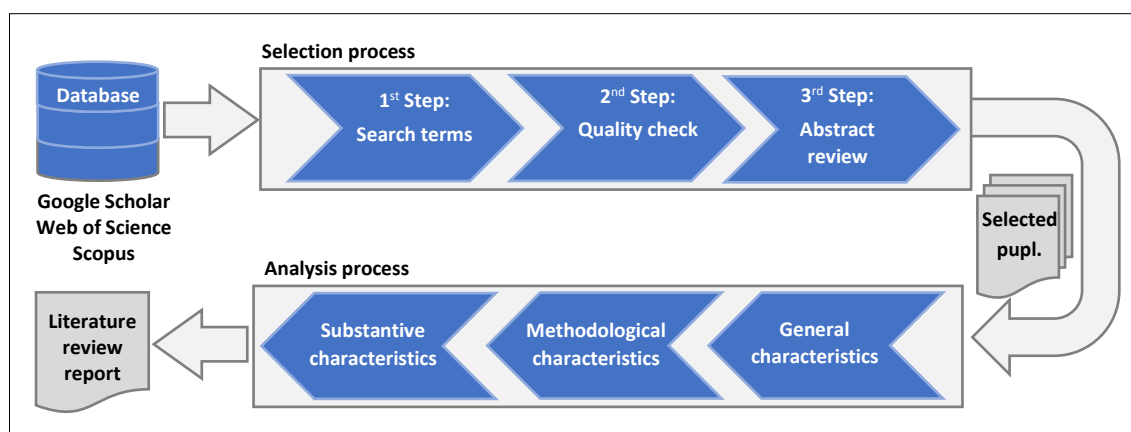 Selection process
Database
1st Step:
Search terms
2nd Step:
Quality check
3rd Step:
Abstract
review
Google Scholar
Web of Science
Scopus
Selected
pupl.
Analysis process
General
characteristics
Methodological
characteristics
Substantive
characteristics
Literature
review
report